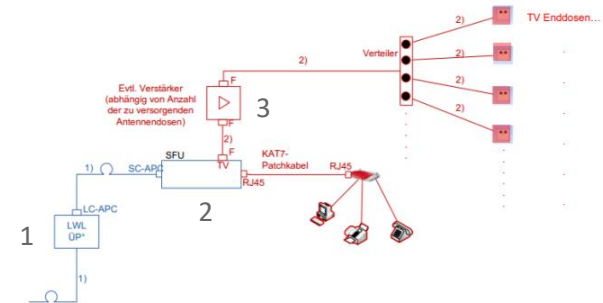 2)
TV Enddosen...
2)
2)
Verteiler
2)
F
Evtl. Verstärker
(abhängig von Anzahl
der zu versorgenden
Antennendosen)
3
2)
F
2)
SFU
F
TV
KAT7-
Patchkabel
RJ45
RJ45
1)
SC-APC
2
LC-APC
1
LWL
ÜP*
1)